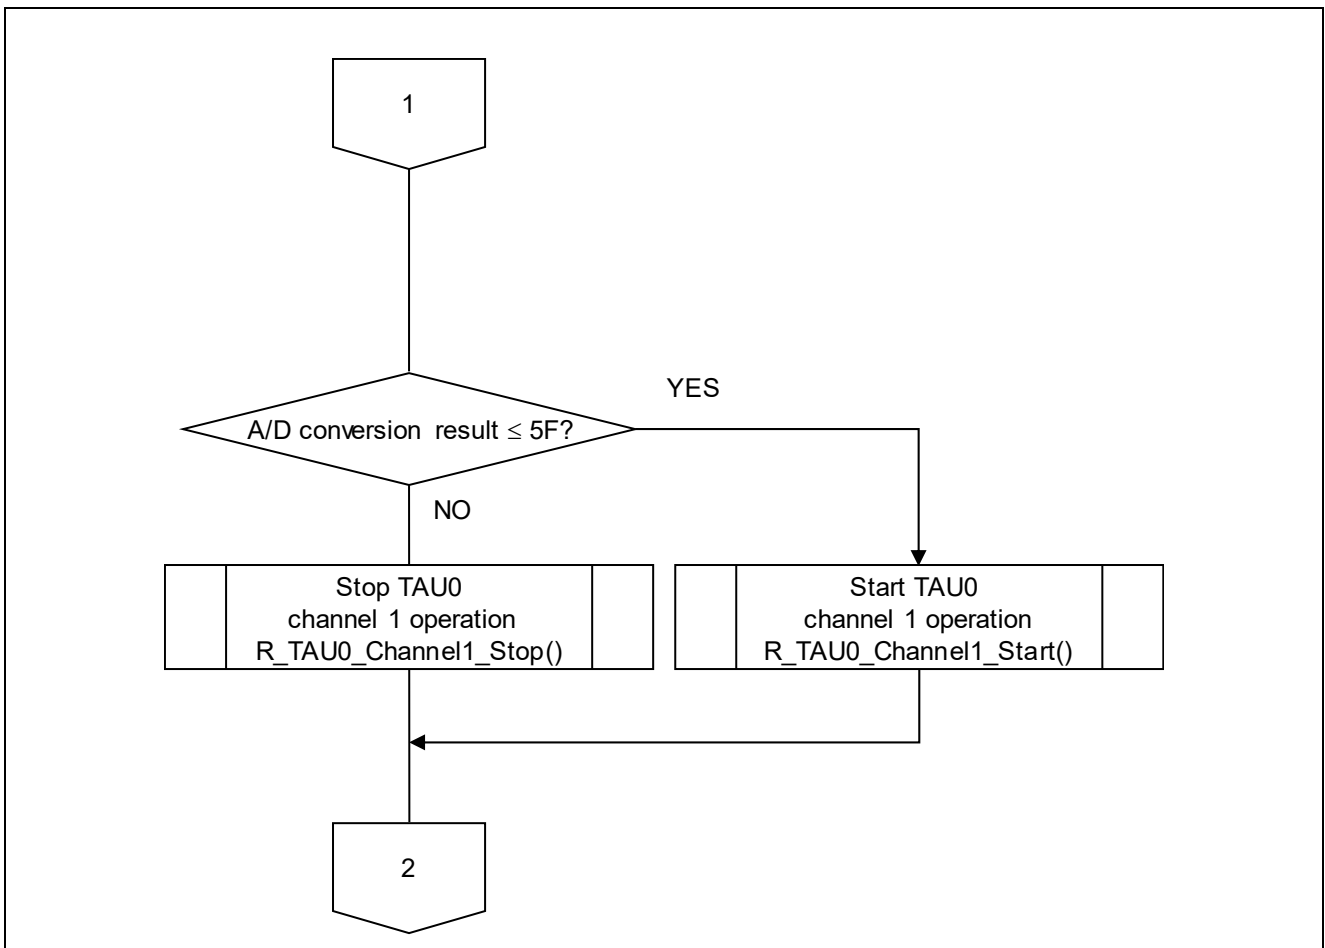 1
YES
A/D conversion result ≤ 5F?
NO
Stop TAU0
channel 1 operation
R_TAU0_Channel1_Stop()
Start TAU0
channel 1 operation
R_TAU0_Channel1_Start()
2